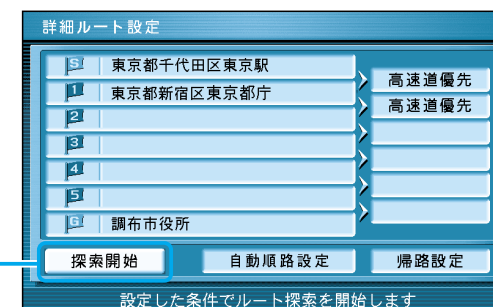 詳細ルート設定
S 東京都千代田区東京駅
高速道優先
1 東京都新宿区東京都庁
高速道優先
2
3
4
5
G 調布市役所
探索開始 自動順路設定 帰路設定
設定した条件でルート探索を開始します